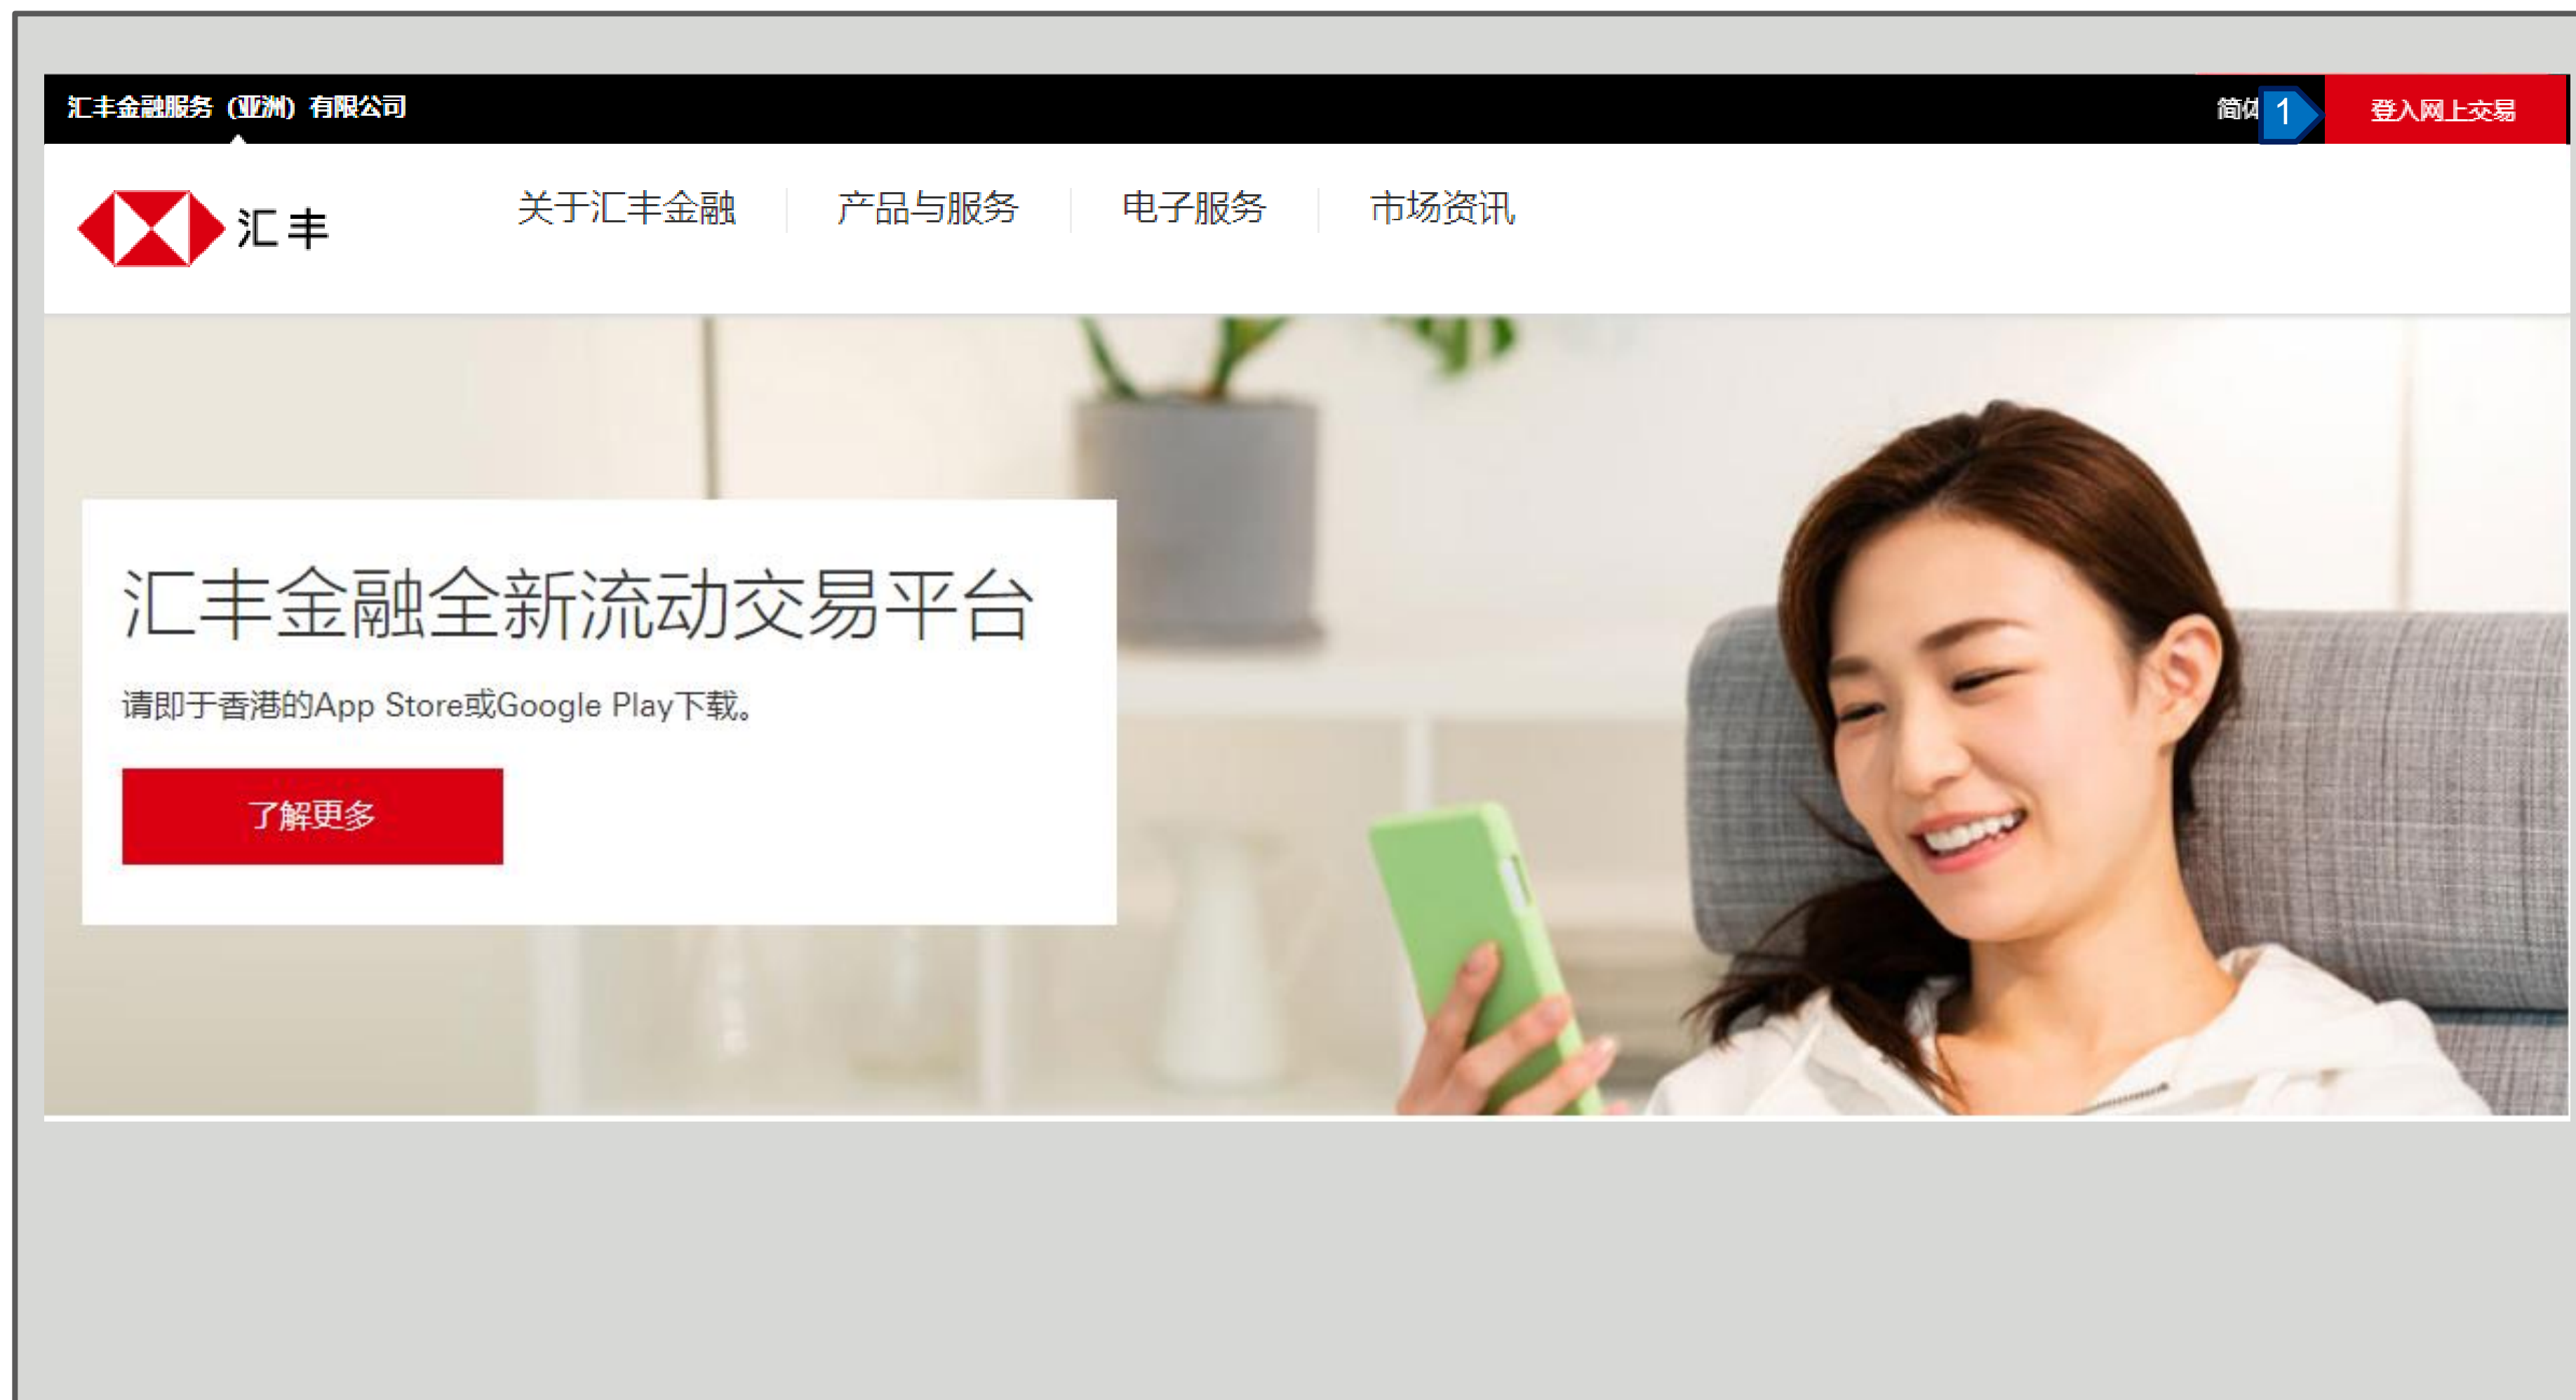 汇丰金融服务（亚洲）有限公司
简体
1
登入网上交易
汇丰
关于汇丰金融
产品与服务
电子服务
市场资讯
汇丰金融全新流动交易平台
请即于香港的App Store或Google Play下载。
了解更多